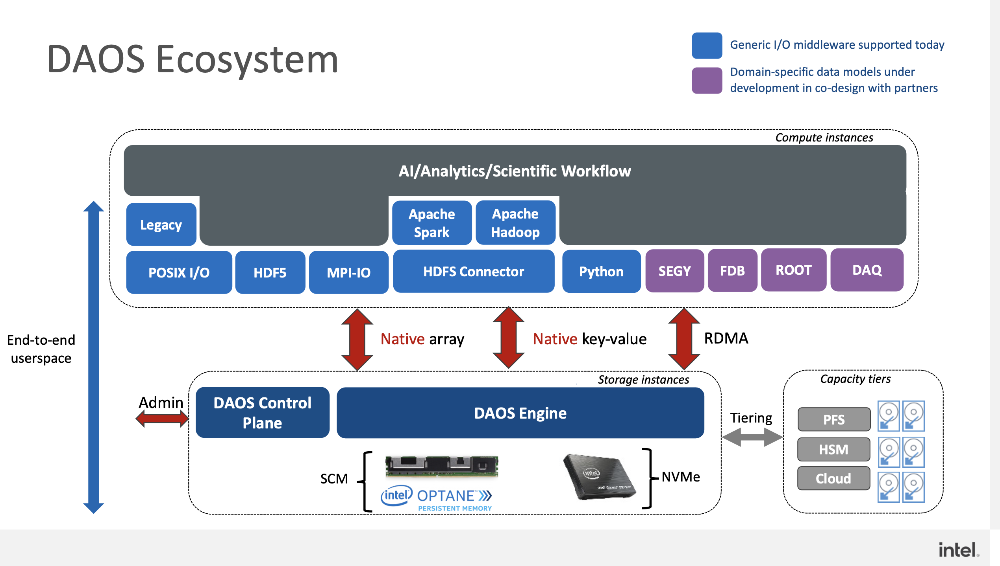 DAOS Ecosystem
Generic I/O middleware supported today
Domain-specific data models under
development in co-design with partners
Compute instances
AI/Analytics/Scientific Workflow
Legacy
Apache
Spark
Apache
Hadoop
POSIX I/O
HDF5
MPI-IO
HDFS Connector
Python
SEGY
FDB
ROOT
DAQ
End-to-end
userspace
Native array
Native key-value
RDMA
Storage instances
Capacity tiers
Admin
DAOS Control
Plane
DAOS Engine
Tiering
PFS
HSM
Cloud
SCM
intel OPTANE™
PERSISTENT MEMORY
intel
NVMe
intel®